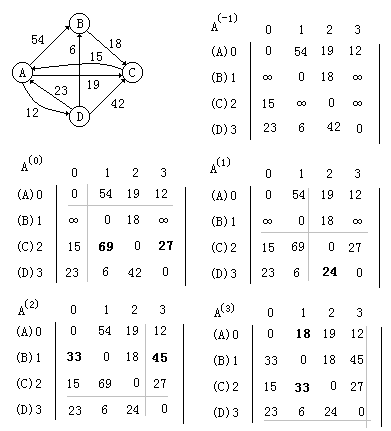 B
54
18
6
15
A
C
23
19
42
12
D
A(-1) 0 1 2 3
(A)0 0 54 19 12
(B)1 ∞ 0 18 ∞
(C)2 15 ∞ 0 ∞
(D)3 23 6 42 0
A(0) 0 1 2 3
(A)0 0 54 19 12
(B)1 ∞ 0 18 ∞
(C)2 15 69 0 27
(D)3 23 6 42 0
A(1) 0 1 2 3
(A)0 0 54 19 12
(B)1 ∞ 0 18 ∞
(C)2 15 69 0 27
(D)3 23 6 24 0
A(2) 0 1 2 3
(A)0 0 54 19 12
(B)1 33 0 18 45
(C)2 15 69 0 27
(D)3 23 6 24 0
A(3) 0 1 2 3
(A)0 0 18 19 12
(B)1 33 0 18 45
(C)2 15 33 0 27
(D)3 23 6 24 0